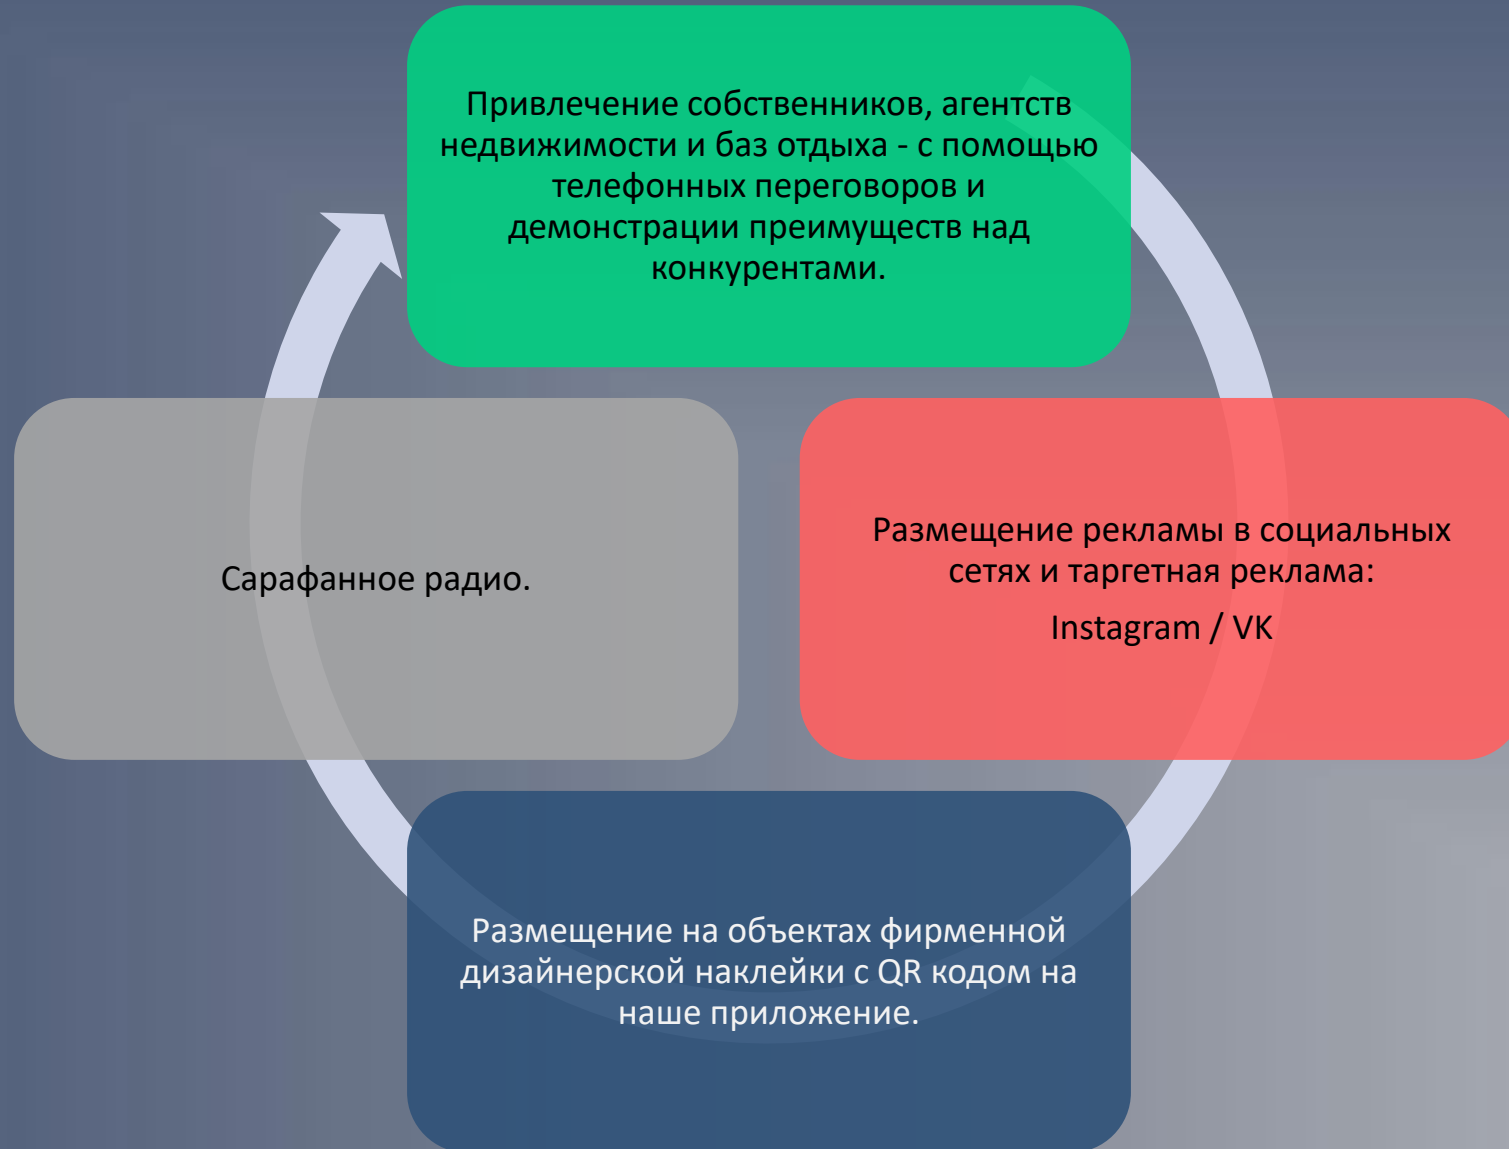 Привлечение собственников, агентств
недвижимости и баз отдыха - с помощью
телефонных переговоров и
демонстрации преимуществ над
конкурентами.
Размещение рекламы в социальных
сетях и таргетная реклама:
Instagram / VK
Размещение на объектах фирменной
дизайнерской наклейки с QR кодом на
наше приложение.
Сарафанное радио.